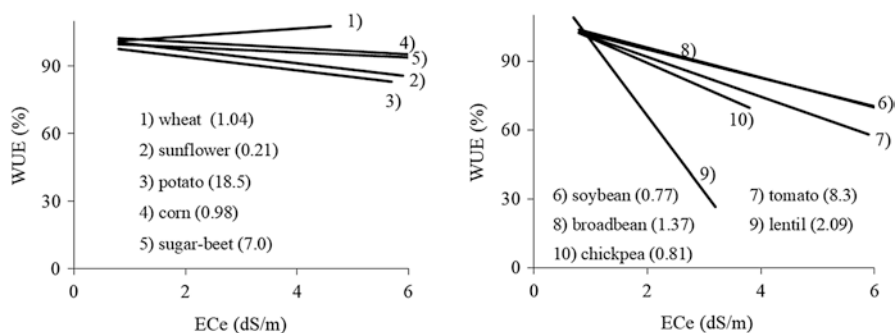 WUE (%)
90
60
30
0
0
2
4
6
ECe (dS/m)
1)
4)
5)
2)
3)
1) wheat (1.04)
2) sunflower (0.21)
3) potato (18.5)
4) corn (0.98)
5) sugar-beet (7.0)
WUE (%)
90
60
30
0
0
2
4
6
ECe (dS/m)
8)
6)
10)
7)
9)
6) soybean (0.77) 7) tomato (8.3)
8) broadbean (1.37) 9) lentil (2.09)
10) chickpea (0.81)